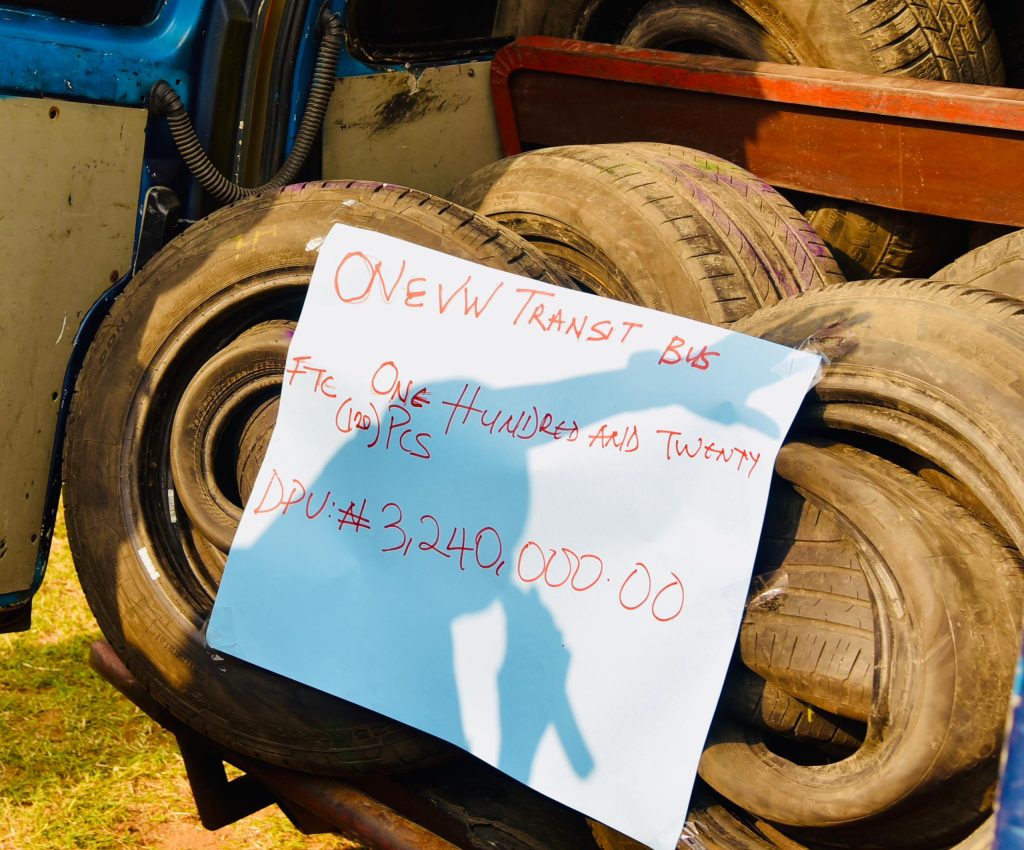 ONE VW TRANSIT BUS
FTC ONE HUNDRED AND TWENTY
(120) PCS
DPU: ₦3,240,000.00